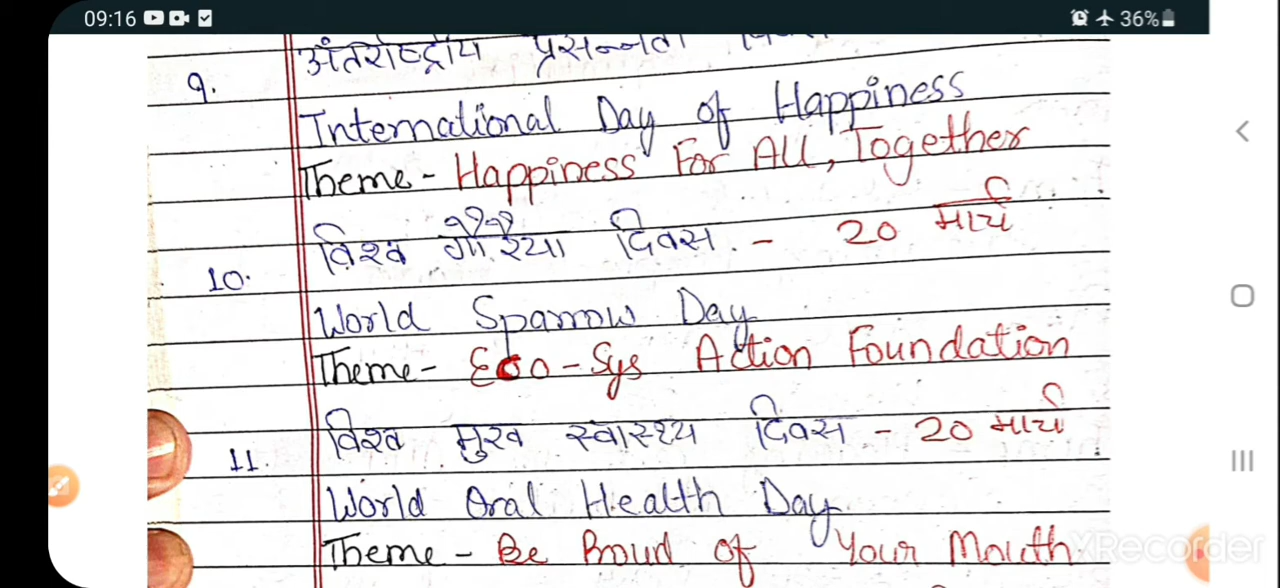 09:16 36%
9. अंतर्राष्ट्रीय प्रसन्नता
International Day of Happiness
Theme - Happiness For All, Together
10. विश्व गौरैया दिवस - 20 मार्च
World Sparrow Day
Theme - Eco-Sys Action Foundation
11. विश्व मुख स्वास्थ्य दिवस - 20 मार्च
World Oral Health Day
Theme - Be Proud of Your Mouth
XRecorder